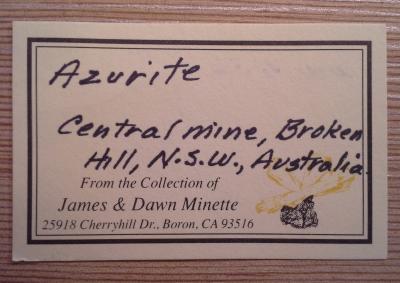 Azurite
Central mine, Broken
Hill, N.S.W., Australia.
From the Collection of
James & Dawn Minette
25918 Cherryhill Dr., Boron, CA 93516